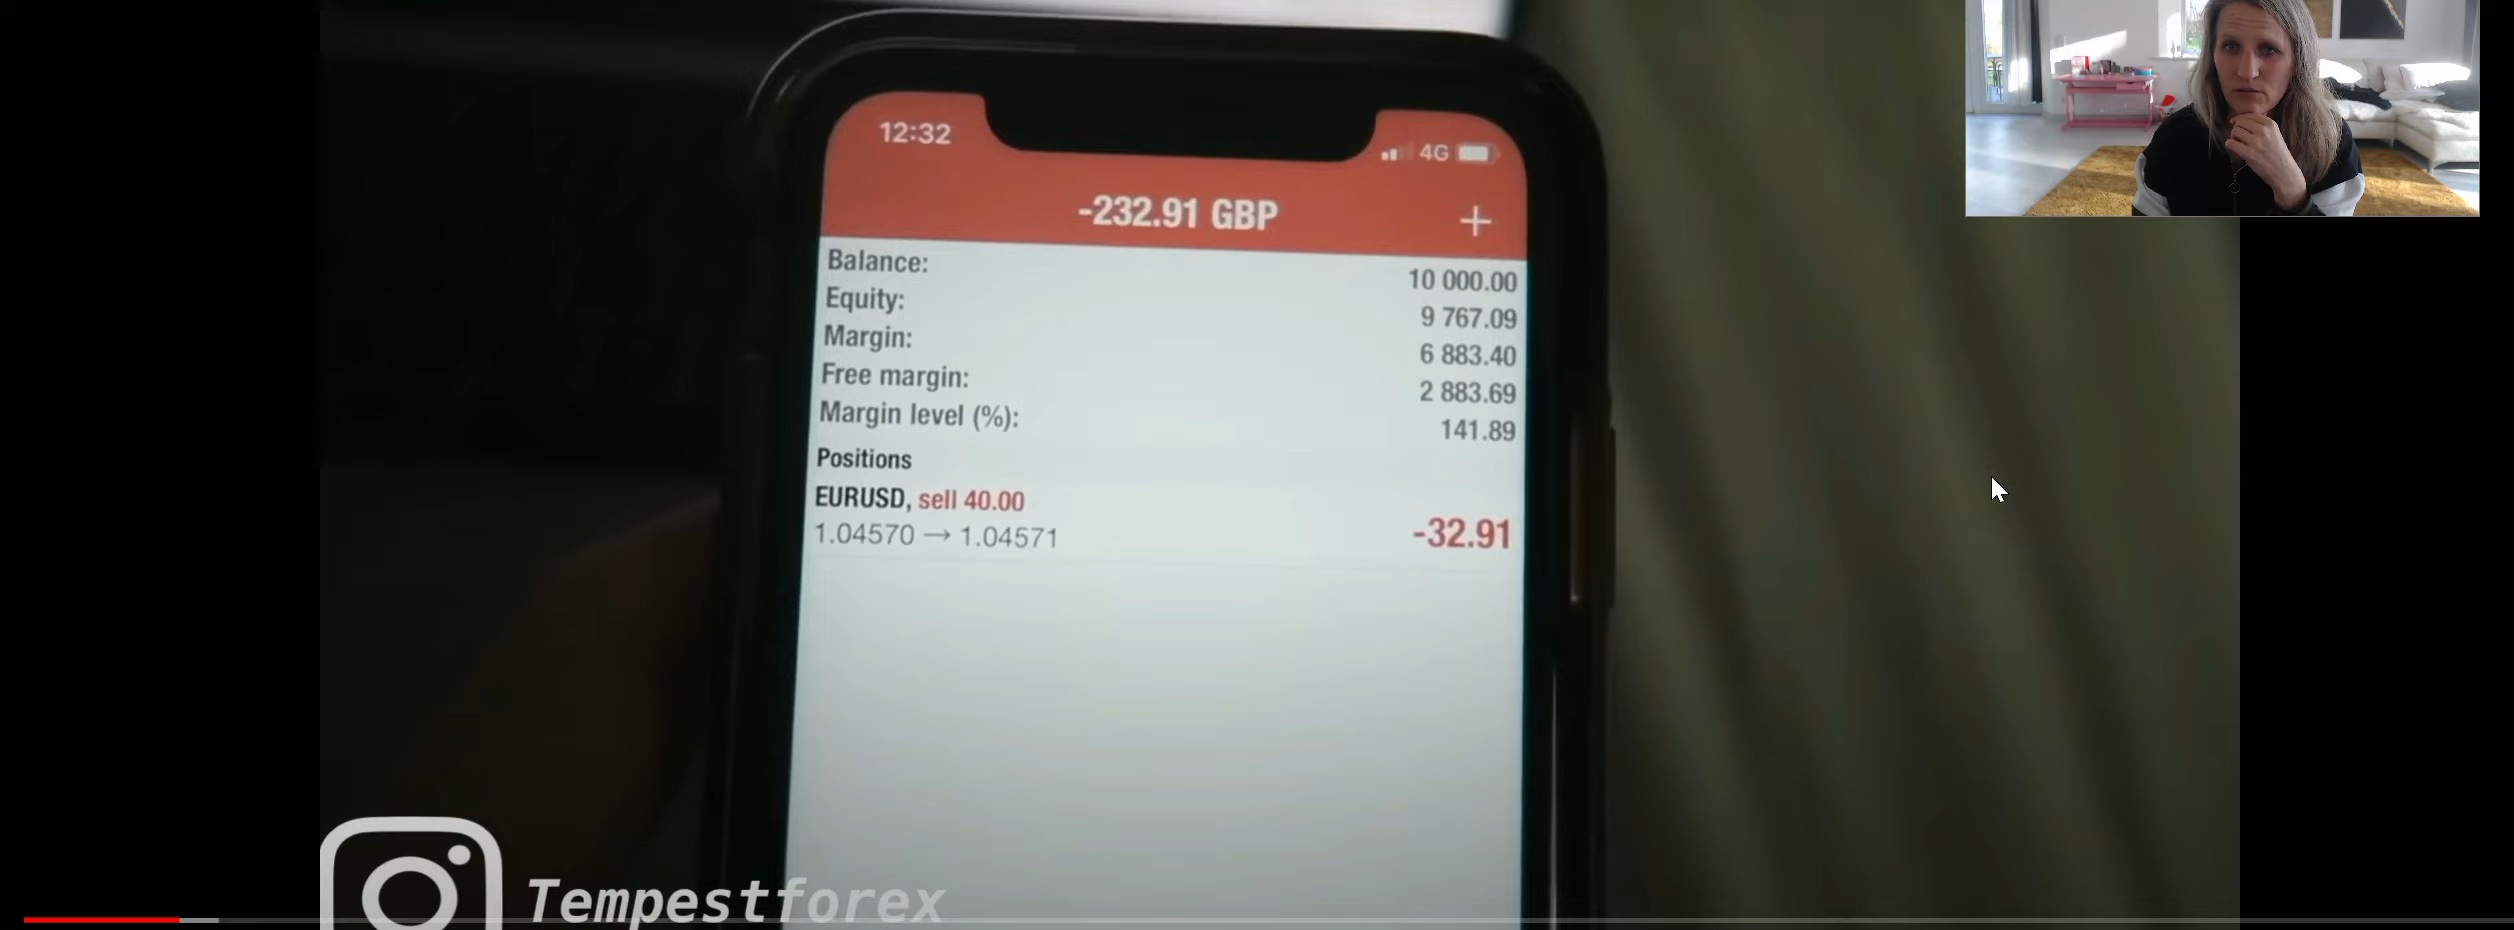 12:32
4G
-232.91 GBP
+
Balance: 10 000.00
Equity: 9 767.09
Margin: 6 883.40
Free margin: 2 883.69
Margin level (%): 141.89
Positions
EURUSD, sell 40.00
1.04570 → 1.04571 -32.91
Tempestforex